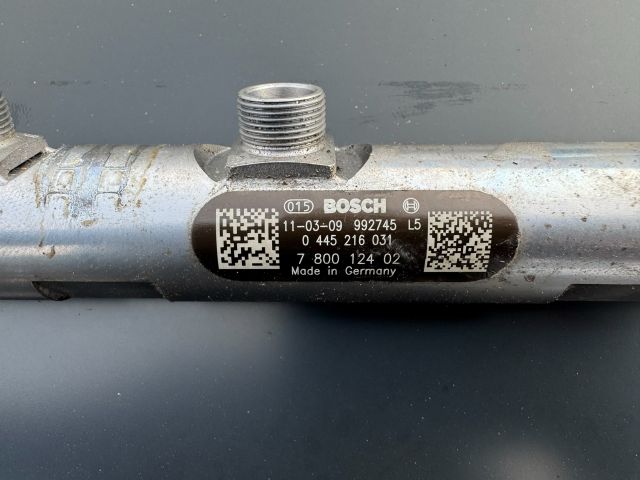 015 BOSCH
11-03-09 992745 L5
0 445 216 031
7 800 124 02
Made in Germany